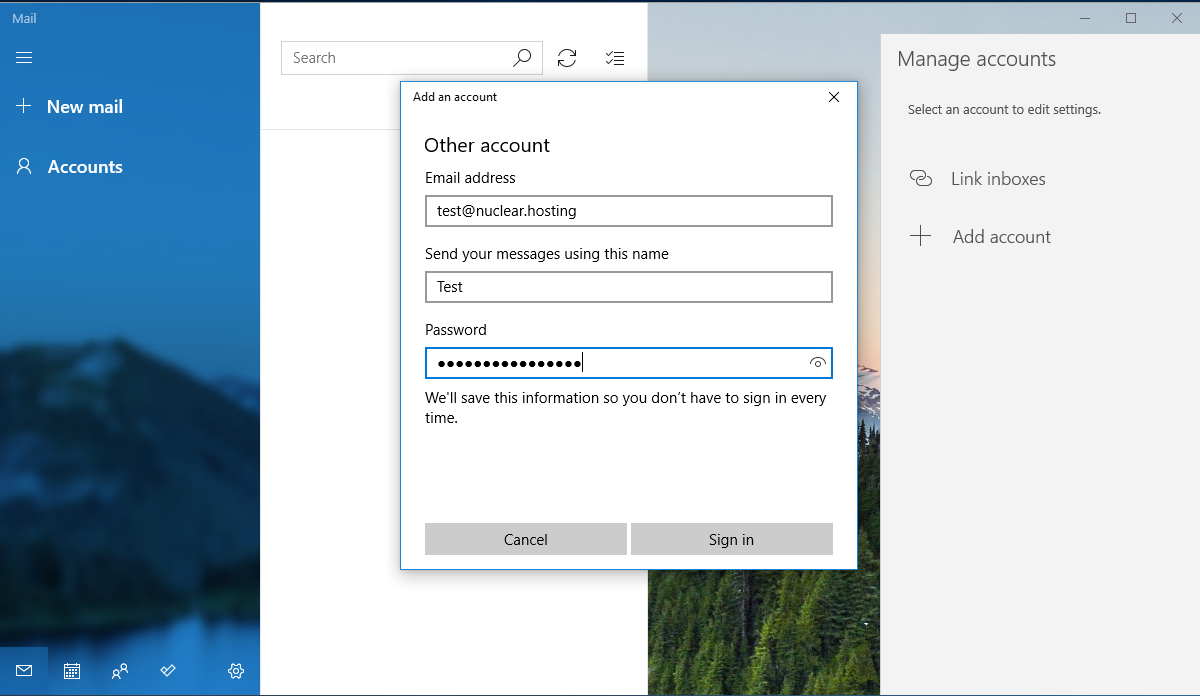 Mail
New mail
Accounts
Search
Add an account
Other account
Email address
test@nuclear.hosting
Send your messages using this name
Test
Password
●●●●●●●●●●●●●●●●
We'll save this information so you don’t have to sign in every
time.
Cancel
Sign in
Manage accounts
Select an account to edit settings.
Link inboxes
Add account